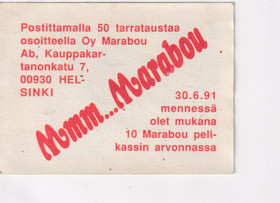 Postittamalla 50 tarrataustaa
osoitteella Oy Marabou
Ab, Kauppakar-
tanonkatu 7,
00930 HEL-
SINKI
Mmm...Marabou
30.6.91
mennessä
olet mukana
10 Marabou peli-
kassin arvonnassa